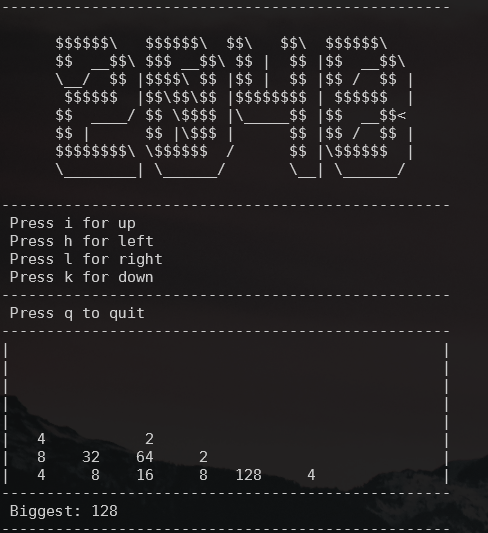 --------------------------------------------------
      $$$$$$\   $$$$$$\  $$\   $$\  $$$$$$\
      $$  __$$\ $$$ __$$\ $$ |  $$ |$$  __$$\
      \__/  $$ |$$$$\ $$ |$$ |  $$ |$$ /  $$ |
       $$$$$$  |$$\$$\$$ |$$$$$$$$ | $$$$$$  |
      $$  ____/ $$ \$$$$ |\_____$$ |$$  __$$<
      $$ |      $$ |\$$$ |      $$ |$$ /  $$ |
      $$$$$$$$\ \$$$$$$  /      $$ |\$$$$$$  |
      \________| \______/       \__| \______/
--------------------------------------------------
 Press i for up
 Press h for left
 Press l for right
 Press k for down
--------------------------------------------------
 Press q to quit
--------------------------------------------------
|                                                |
|                                                |
|                                                |
|                                                |
|                                                |
|   4           2                                |
|   8    32    64     2                          |
|   4     8    16     8   128     4              |
--------------------------------------------------
 Biggest: 128
--------------------------------------------------